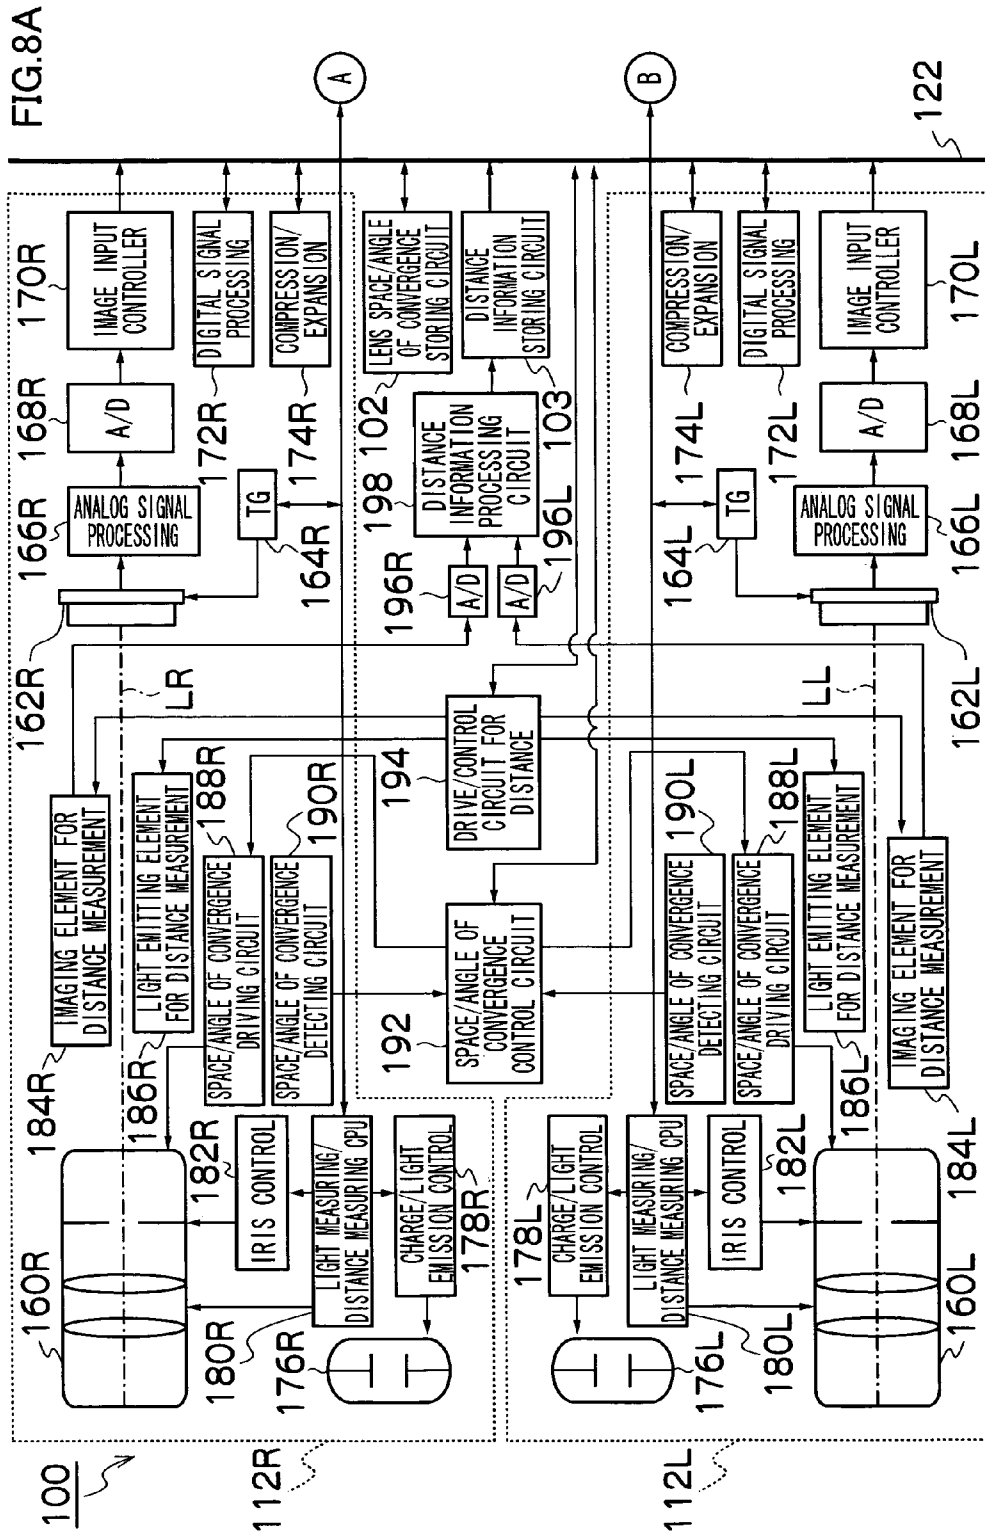 FIG.8A
100
112R
160R
162R
166R
ANALOG SIGNAL
PROCESSING
168R
A/D
170R
IMAGE INPUT
CONTROLLER
LR
184R
IMAGING ELEMENT FOR
DISTANCE MEASUREMENT
186R
LIGHT EMITTING ELEMENT
FOR DISTANCE MEASUREMENT
188R
SPACE/ANGLE OF CONVERGENCE
DRIVING CIRCUIT
190R
SPACE/ANGLE OF CONVERGENCE
DETECTING CIRCUIT
182R
IRIS CONTROL
180R
LIGHT MEASURING/
DISTANCE MEASURING CPU
176R
CHARGE/LIGHT
EMISSION CONTROL
178R
TG
164R
172R
DIGITAL SIGNAL
PROCESSING
174R
COMPRESSION/
EXPANSION
A
192
SPACE/ANGLE OF
CONVERGENCE
CONTROL CIRCUIT
194
DRIVE/CONTROL
CIRCUIT FOR
DISTANCE
196R
A/D
A/D
196L
198
DISTANCE
INFORMATION
PROCESSING
CIRCUIT
102
LENS SPACE/ANGLE
OF CONVERGENCE
STORING CIRCUIT
103
DISTANCE
INFORMATION
STORING CIRCUIT
B
112L
178L
CHARGE/LIGHT
EMISSION CONTROL
176L
LIGHT MEASURING/
DISTANCE MEASURING CPU
180L
IRIS CONTROL
182L
160L
190L
SPACE/ANGLE OF CONVERGENCE
DETECTING CIRCUIT
SPACE/ANGLE OF CONVERGENCE
DRIVING CIRCUIT
188L
LIGHT EMITTING ELEMENT
FOR DISTANCE MEASUREMENT
186L
IMAGING ELEMENT FOR
DISTANCE MEASUREMENT
184L
LL
162L
164L
TG
174L
COMPRESSION/
EXPANSION
172L
DIGITAL SIGNAL
PROCESSING
ANALOG SIGNAL
PROCESSING
166L
A/D
168L
IMAGE INPUT
CONTROLLER
170L
122